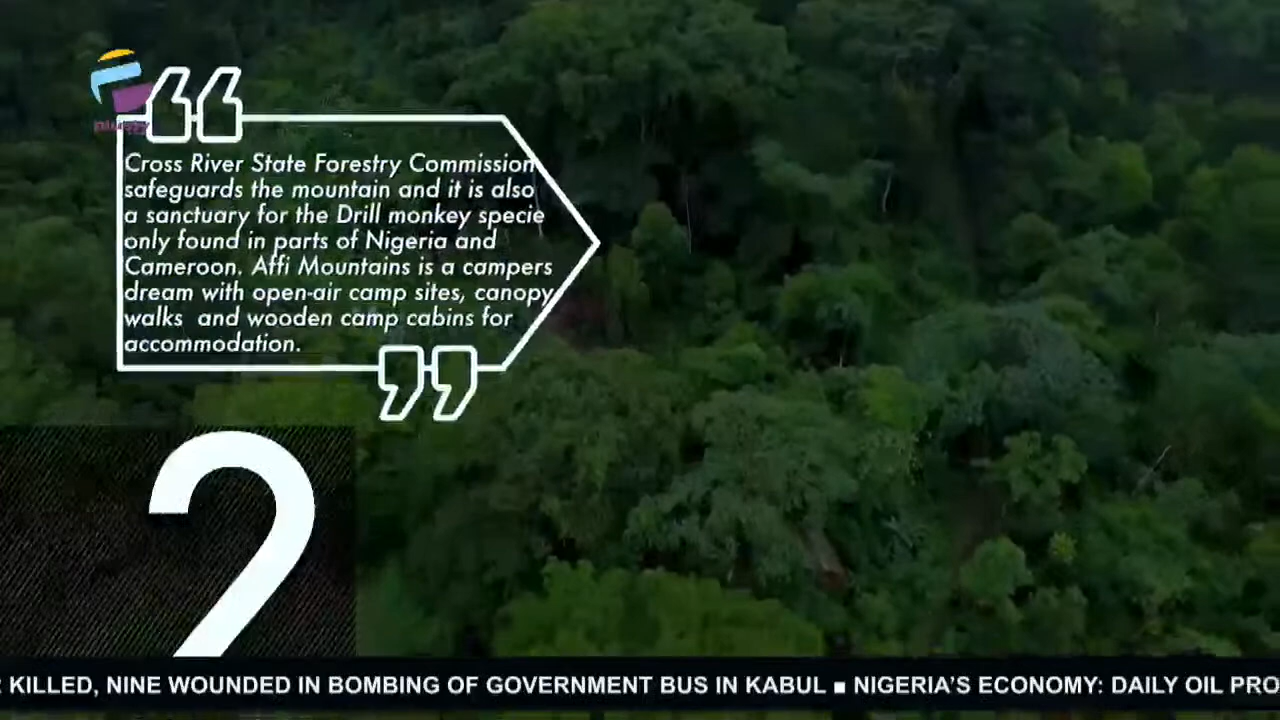 Cross River State Forestry Commission
safeguards the mountain and it is also
a sanctuary for the Drill monkey specie
only found in parts of Nigeria and
Cameroon. Affi Mountains is a campers
dream with open-air camp sites, canopy
walks and wooden camp cabins for
accommodation.
2
KILLED, NINE WOUNDED IN BOMBING OF GOVERNMENT BUS IN KABUL ■ NIGERIA'S ECONOMY: DAILY OIL PRO